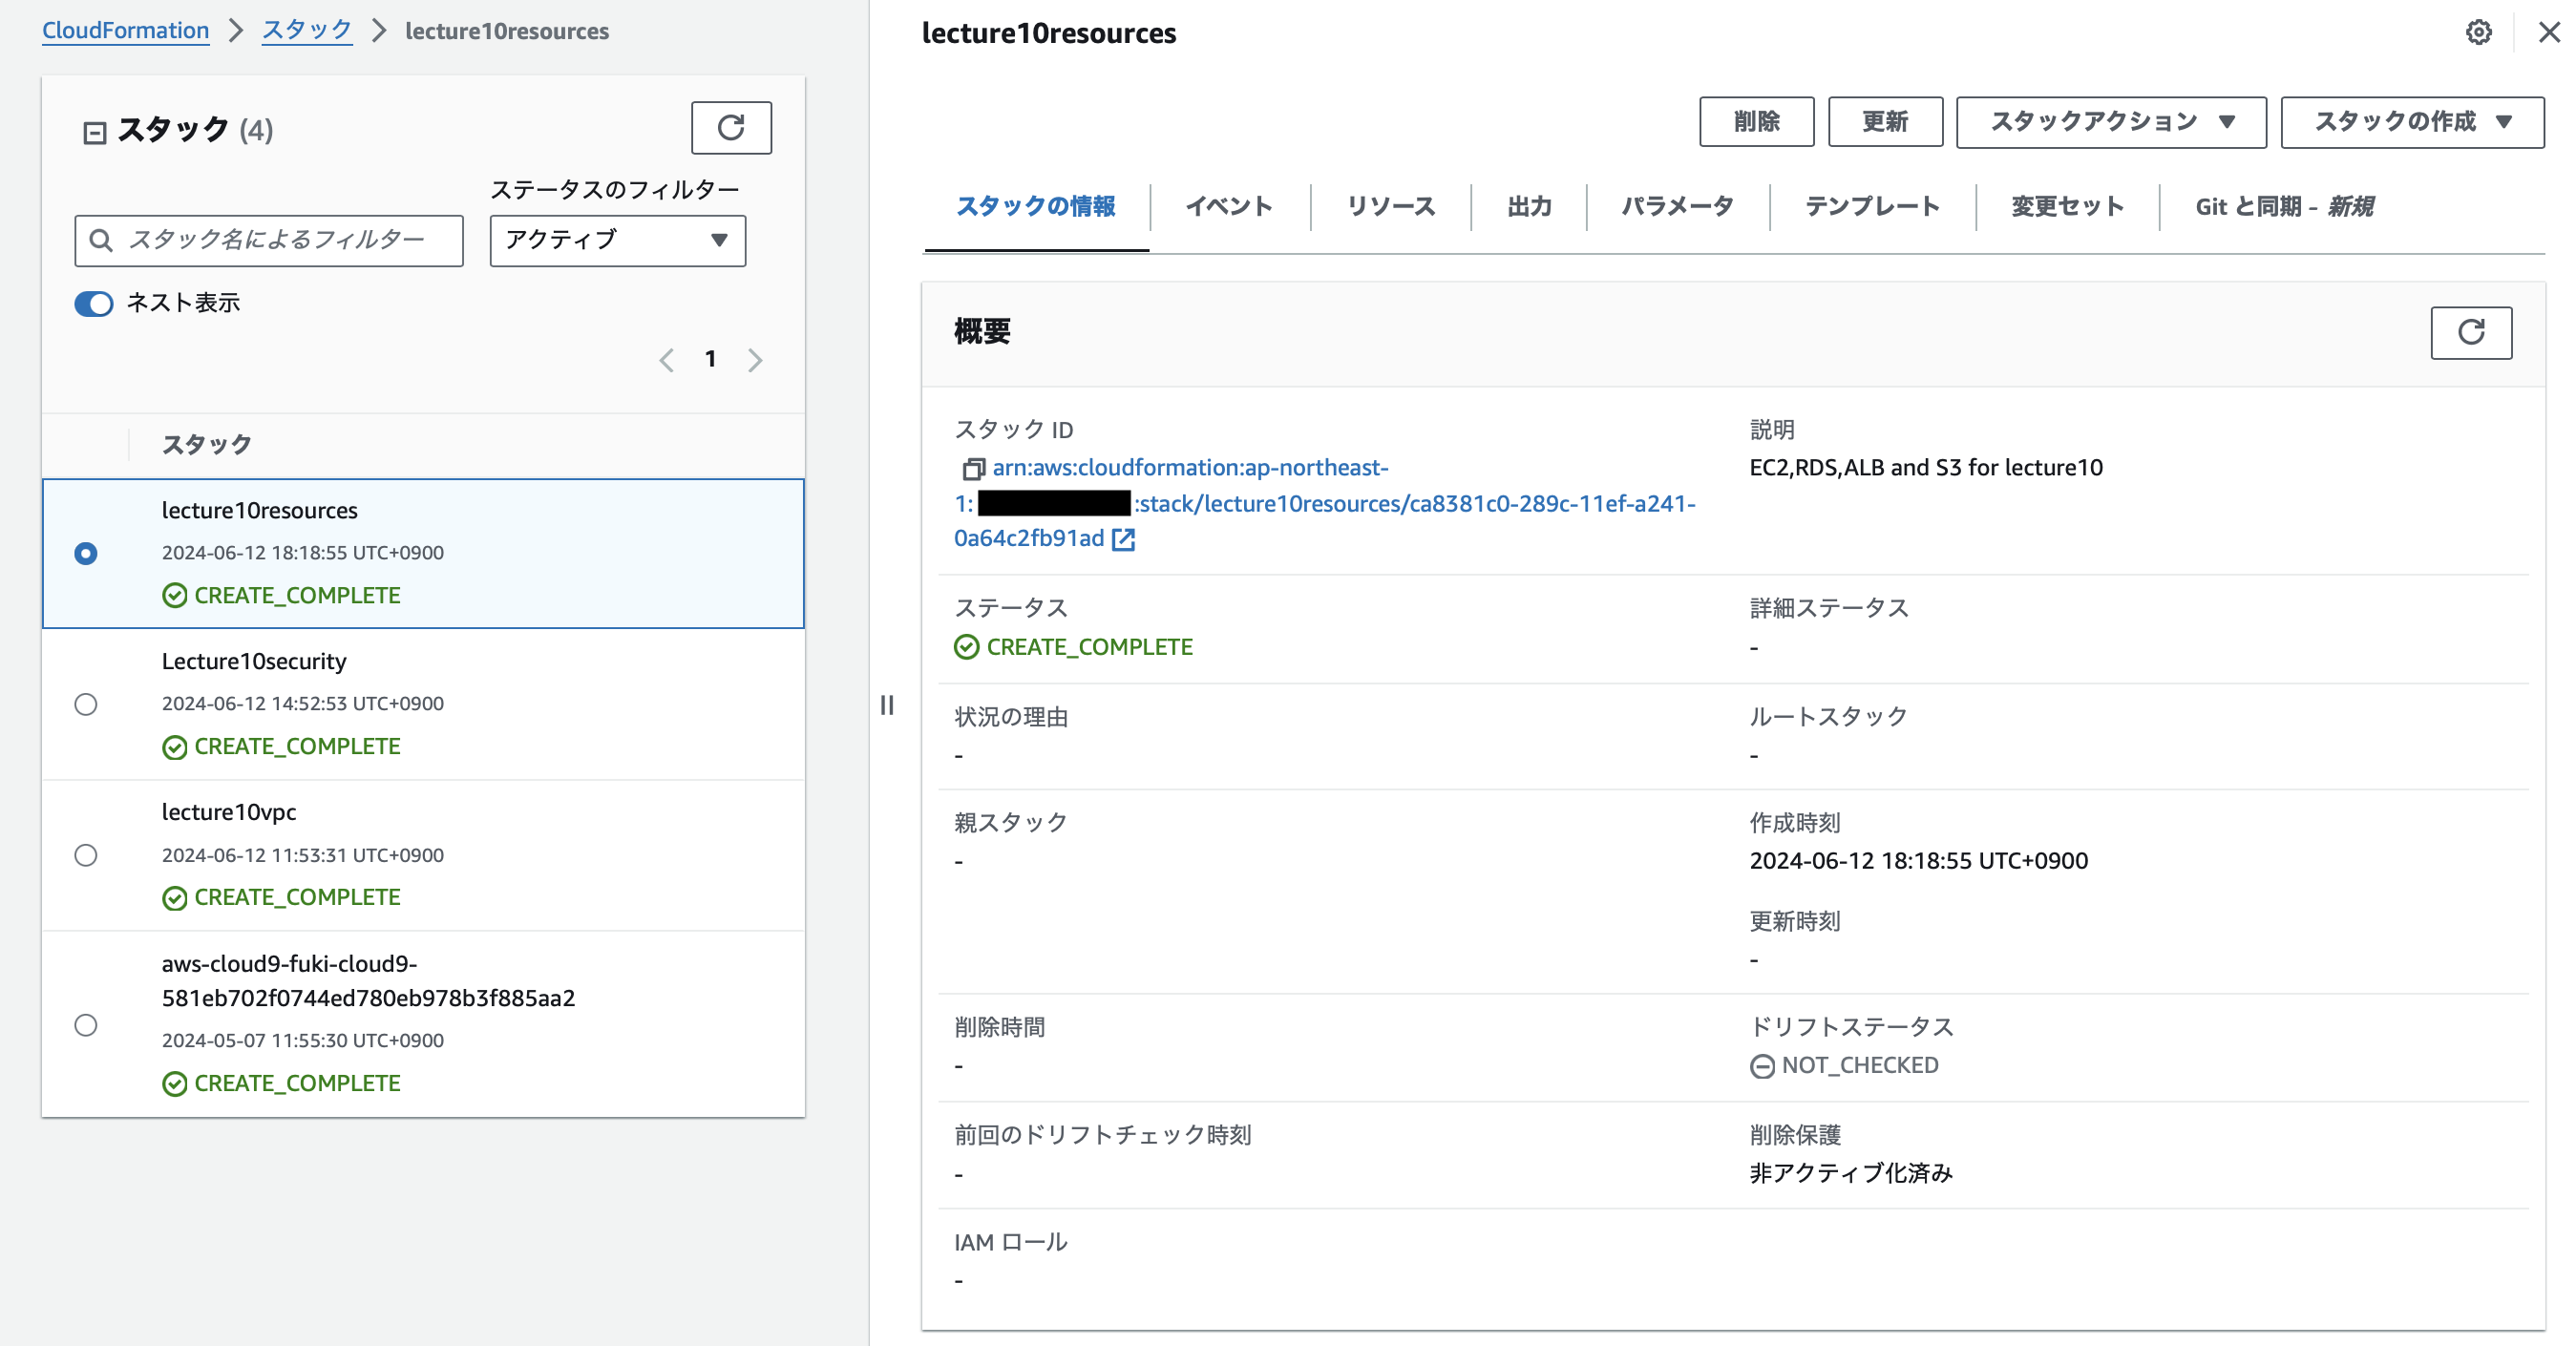 CloudFormation > スタック > lecture10resources
スタック (4)
ステータスのフィルター
スタック名によるフィルター
アクティブ
ネスト表示
1
スタック
lecture10resources
2024-06-12 18:18:55 UTC+0900
CREATE_COMPLETE
Lecture10security
2024-06-12 14:52:53 UTC+0900
CREATE_COMPLETE
lecture10vpc
2024-06-12 11:53:31 UTC+0900
CREATE_COMPLETE
aws-cloud9-fuki-cloud9-
581eb702f0744ed780eb978b3f885aa2
2024-05-07 11:55:30 UTC+0900
CREATE_COMPLETE
lecture10resources
削除 更新 スタックアクション スタックの作成
スタックの情報 イベント リソース 出力 パラメータ テンプレート 変更セット Git と同期 - 新規
概要
スタック ID
arn:aws:cloudformation:ap-northeast-
1: :stack/lecture10resources/ca8381c0-289c-11ef-a241-
0a64c2fb91ad
説明
EC2,RDS,ALB and S3 for lecture10
ステータス
CREATE_COMPLETE
詳細ステータス
-
状況の理由
-
ルートスタック
-
親スタック
-
作成時刻
2024-06-12 18:18:55 UTC+0900
更新時刻
-
削除時間
-
ドリフトステータス
NOT_CHECKED
前回のドリフトチェック時刻
-
削除保護
非アクティブ化済み
IAM ロール
-